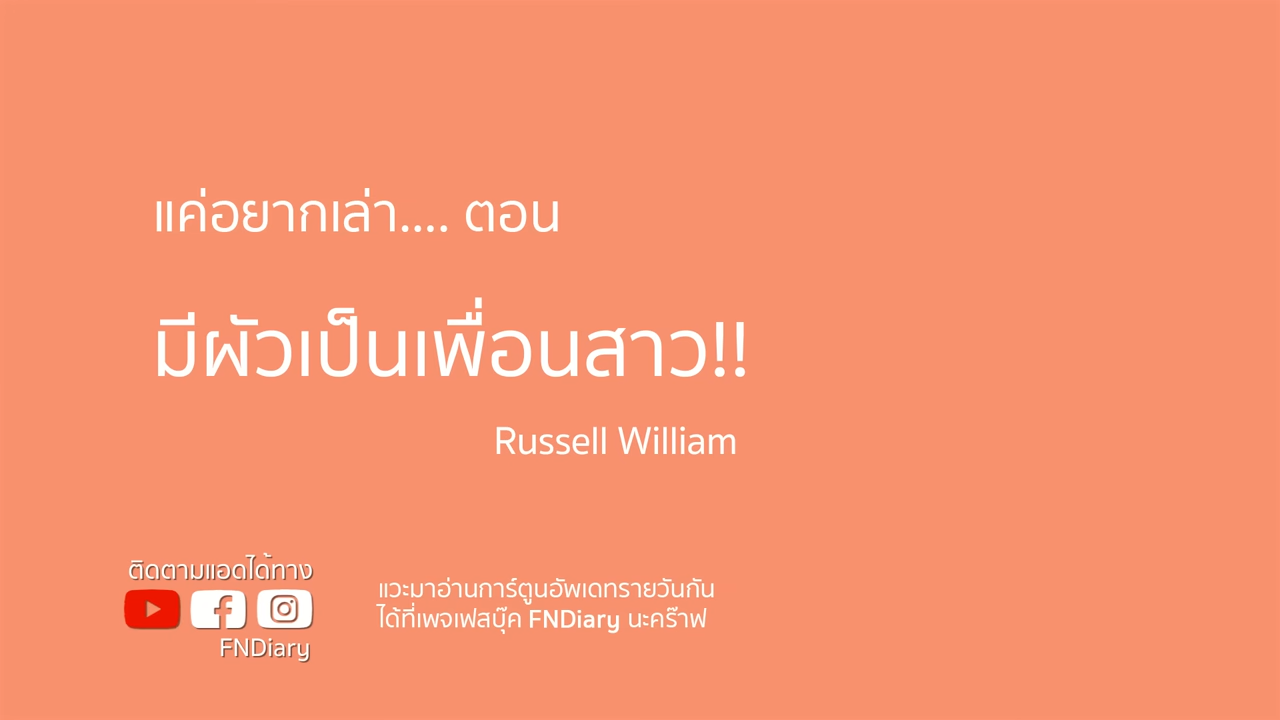 แค่อยากเล่า.... ตอน
มีผัวเป็นเพื่อนสาว!!
Russell William
ติดตามแอดได้ทาง
FNDiary
แวะมาอ่านการ์ตูนอัพเดทรายวันกัน
ได้ที่เพจเฟสบุ๊ค FNDiary นะคร๊าฟ